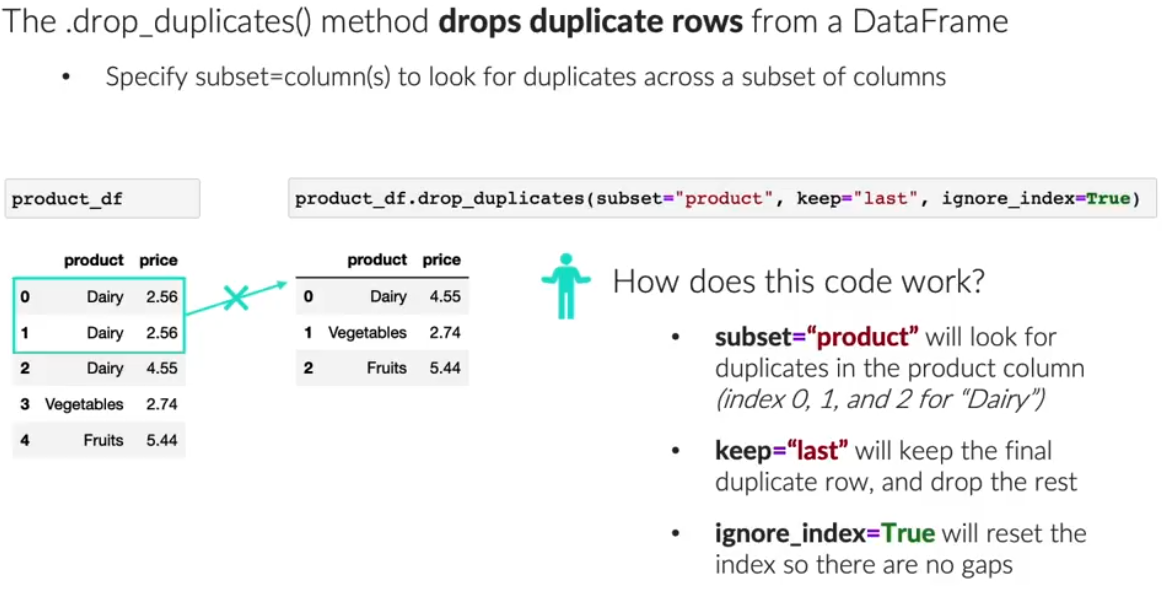 The .drop_duplicates() method drops duplicate rows from a DataFrame
• Specify subset=column(s) to look for duplicates across a subset of columns
product_df
product price
0 Dairy 2.56
1 Dairy 2.56
2 Dairy 4.55
3 Vegetables 2.74
4 Fruits 5.44
product_df.drop_duplicates(subset="product", keep="last", ignore_index=True)
product price
0 Dairy 4.55
1 Vegetables 2.74
2 Fruits 5.44
How does this code work?
• subset=“product” will look for
duplicates in the product column
(index 0, 1, and 2 for “Dairy”)
• keep=“last” will keep the final
duplicate row, and drop the rest
• ignore_index=True will reset the
index so there are no gaps